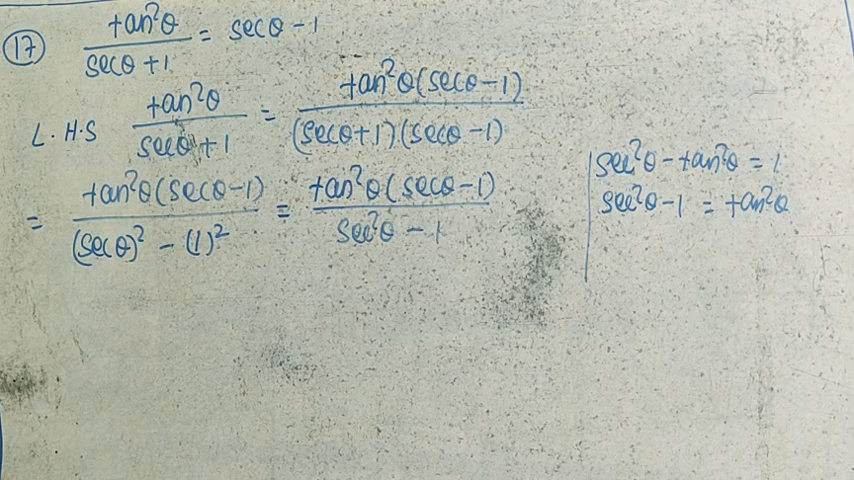 17 tan²θ/secθ + 1 = secθ - 1
L.H.S tan²θ/secθ + 1 = tan²θ(secθ-1)/(secθ+1)(secθ-1)
= tan²θ(secθ-1)/(secθ)² - (1)² = tan²θ(secθ-1)/sec²θ - 1
sec²θ - tan²θ = 1
sec²θ - 1 = tan²θ